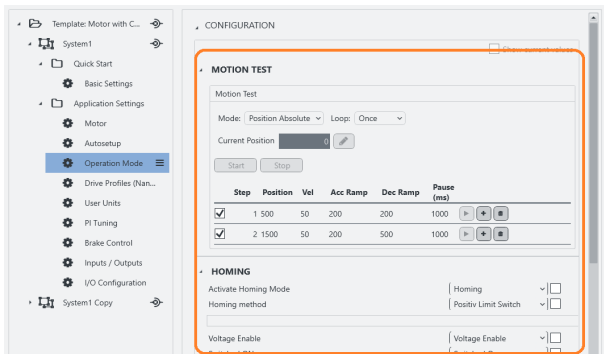 Template: Motor with C...
System1
Quick Start
Basic Settings
Application Settings
Motor
Autosetup
Operation Mode
Drive Profiles (Nan...
User Units
PI Tuning
Brake Control
Inputs / Outputs
I/O Configuration
System1 Copy
CONFIGURATION
Show current values
MOTION TEST
Motion Test
Mode: Position Absolute Loop: Once
Current Position 0
Start Stop
Step Position Vel Acc Ramp Dec Ramp Pause (ms)
1 500 50 200 200 1000
2 1500 50 200 500 1000
HOMING
Activate Homing Mode Homing
Homing method Positiv Limit Switch
Voltage Enable Voltage Enable